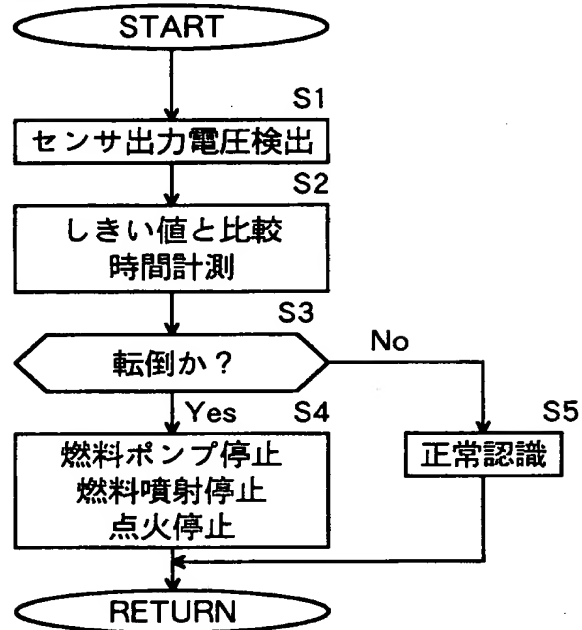 START
S1
センサ出力電圧検出
S2
しきい値と比較
時間計測
S3
転倒か？
No
Yes
S4
S5
燃料ポンプ停止
燃料噴射停止
点火停止
正常認識
RETURN